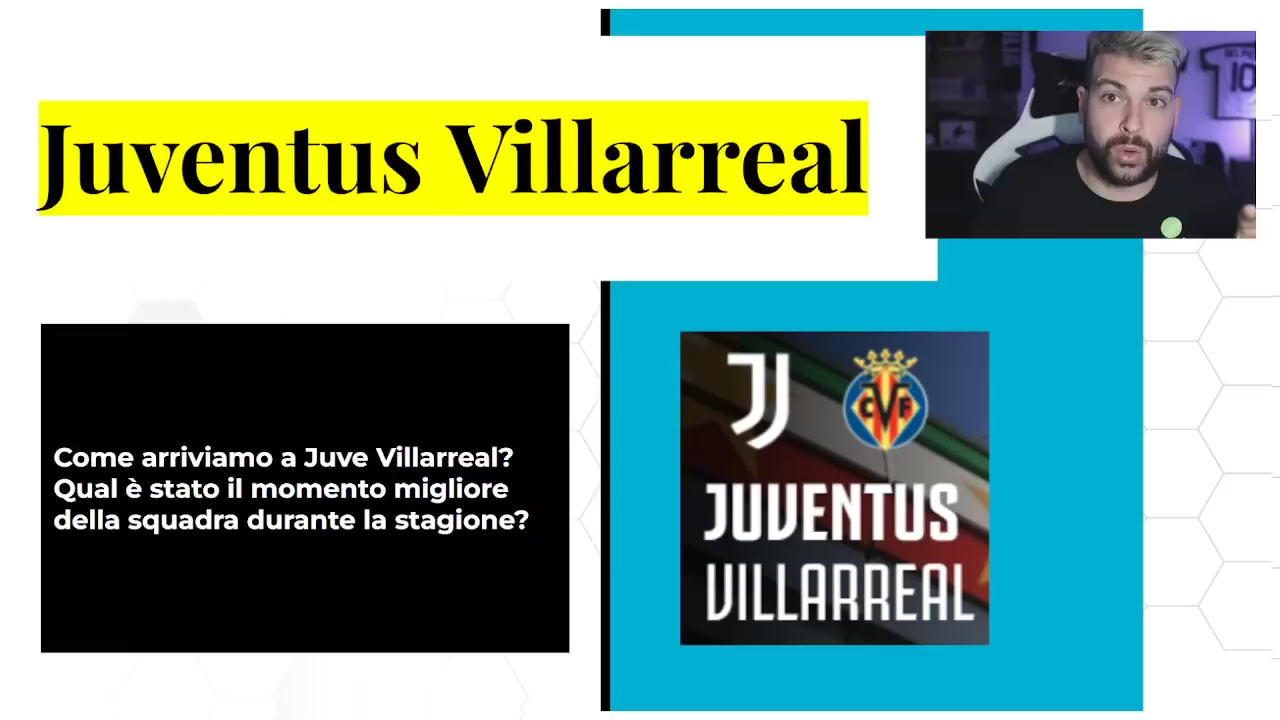 Juventus Villarreal
10
Come arriviamo a Juve Villarreal?
Qual è stato il momento migliore
della squadra durante la stagione?
CVF
JUVENTUS
VILLARREAL